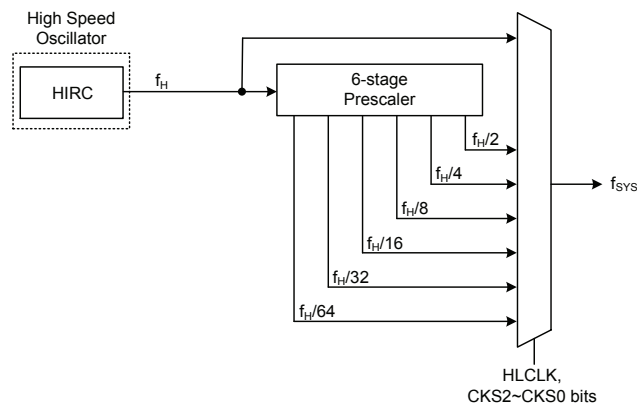 High Speed
Oscillator
HIRC
fH
6-stage
Prescaler
fH/2
fH/4
fH/8
fH/16
fH/32
fH/64
fSYS
HLCLK,
CKS2~CKS0 bits